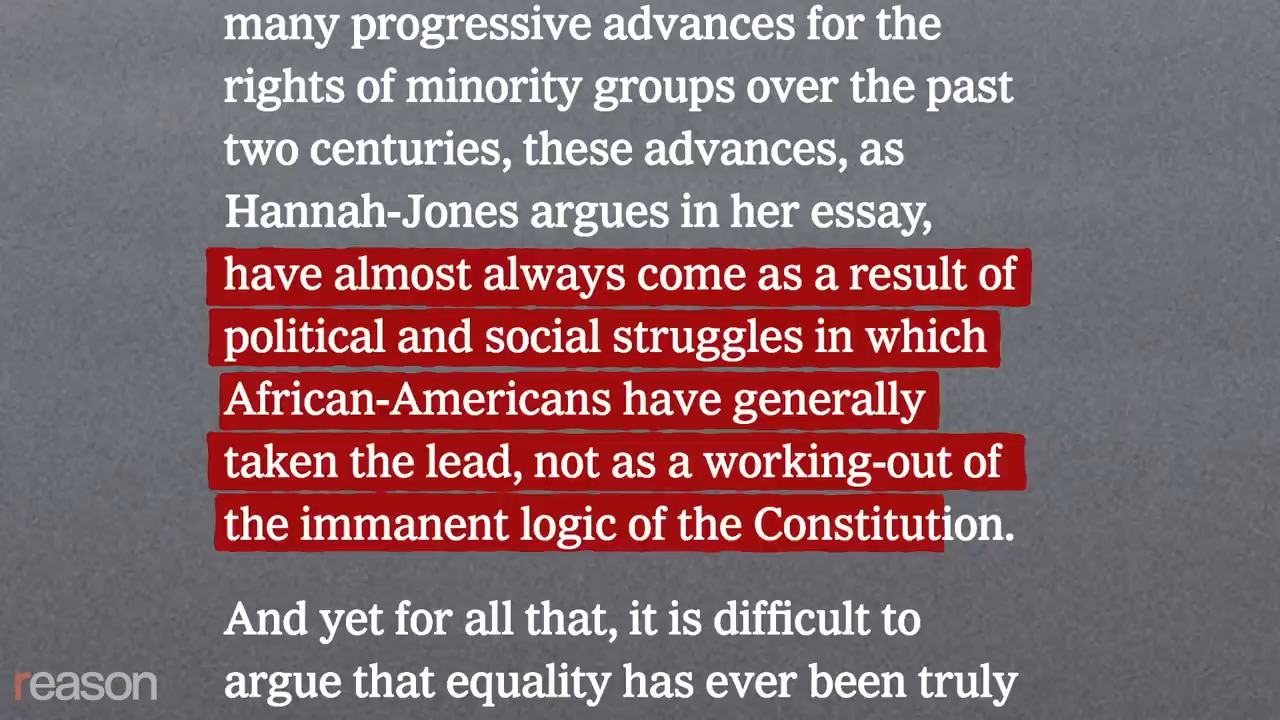 many progressive advances for the
rights of minority groups over the past
two centuries, these advances, as
Hannah-Jones argues in her essay,
have almost always come as a result of
political and social struggles in which
African-Americans have generally
taken the lead, not as a working-out of
the immanent logic of the Constitution.
And yet for all that, it is difficult to
argue that equality has ever been truly
reason